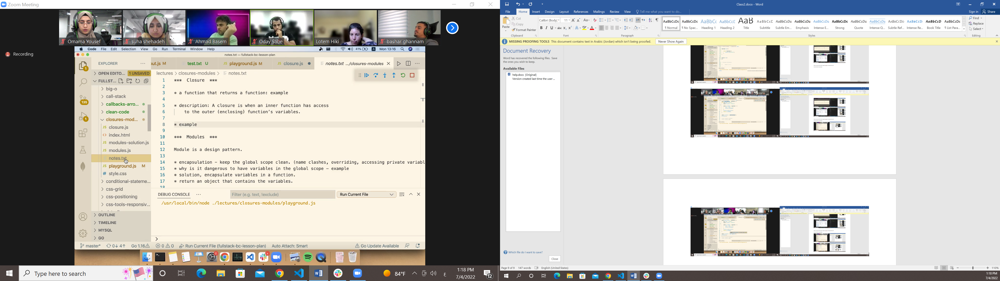 Zoom Meeting
Omama Yousef
suha shehadeh
Ahmad Basem
Oday Sabe
Lotem Hiki
bashar ghannam
Recording
Code File Edit Selection View Go Run Terminal Window Help
41% A Mon 13:16
notes.txt — fullstack-bc-lesson-plan
EXPLORER
out.js M
test.txt U
JS playground.js M
JS closure.js
notes.txt .../closures-modules
OPEN EDITO... 1 UNSAVED
lectures > closures-modules > notes.txt
FULLST...
big-o
call-stack
callbacks-arro...
clean-code
closures-mod...
JS closure.js
<> index.html
JS modules-solution.js
JS modules.js
notes.txt
JS playground.js M
# style.css
conditional-stateme...
css-grid
css-positioning
css-tools-responsiv...
OUTLINE
TIMELINE
MYSQL
GO
1
135
1
1 *** Closure ***
2
3 * a function that returns a function: example
4
5 * description: A closure is when an inner function has access
6 to the outer (enclosing) function's variables.
7
8 * example
9
10 *** Modules ***
11
12 Module is a design pattern.
13
14 * encapsulation – keep the global scope clean. (name clashes, overriding, accessing private variabl
15 * why is it dangerous to have variables in the global scope – example
16 * solution, encapsulate variables in a function.
17 * return an object that contains the variables.
18
DEBUG CONSOLE ...
Filter (e.g. text, !exclude)
Run Current File
/usr/local/bin/node ./lectures/closures-modules/playground.js
>
master* 0↓ 4↑ Go 1.16 0 0 Run Current File (fullstack-bc-lesson-plan) Auto Attach: Smart Go Update Available
Type here to search
84°F
ع
1:18 PM
7/4/2022
12
Class2.docx - Word
File Home Insert Design Layout References Mailings Review View Tell me what you want to do...
Sign in Share
Paste
Cut
Copy
Format Painter
Clipboard
Calibri (Body) 11
B I U abc X₂ X²
Font
Paragraph
AaBbCcDc AaBbCcDc AaBbCc AaBbCcE AaB AaBbCcD AaBbCcDc AaBbCcDc AaBbCcDc AaBbCcDc AaBbCcDc AaBbCcDc AaBbCcDd AaBbCcD AaBbCcD AaBbCcDc
¶ Normal ¶ No Spac... Heading 1 Heading 2 Title Subtitle Subtle Em... Emphasis Intense E... Strong Quote Intense Q... Subtle Ref... Intense Re... Book Title ¶ List Para...
Styles
Find
Replace
Select
Editing
MISSING PROOFING TOOLS This document contains text in Arabic (Jordan) which isn't being proofed. Never Show Again
Document Recovery
Word has recovered the following files. Save
the ones you wish to keep.
Available Files
help.docx [Original]
Version created last time the user ...
Which file do I want to save?
Close
Page 9 of 9 147 words English (United States)
110%
1:18 PM
7/4/2022